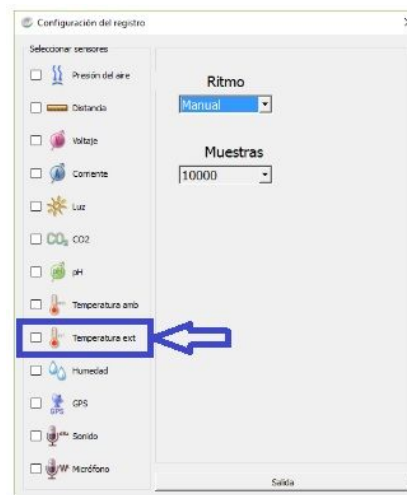 Configuración del registro
Seleccionar sensores
Presión del aire
Distancia
Voltaje
Corriente
Luz
CO2 CO2
pH pH
Temperatura amb
Temperatura ext
Humedad
GPS GPS
Sonido
Micrófono
Ritmo
Manual
Muestras
10000
Salida